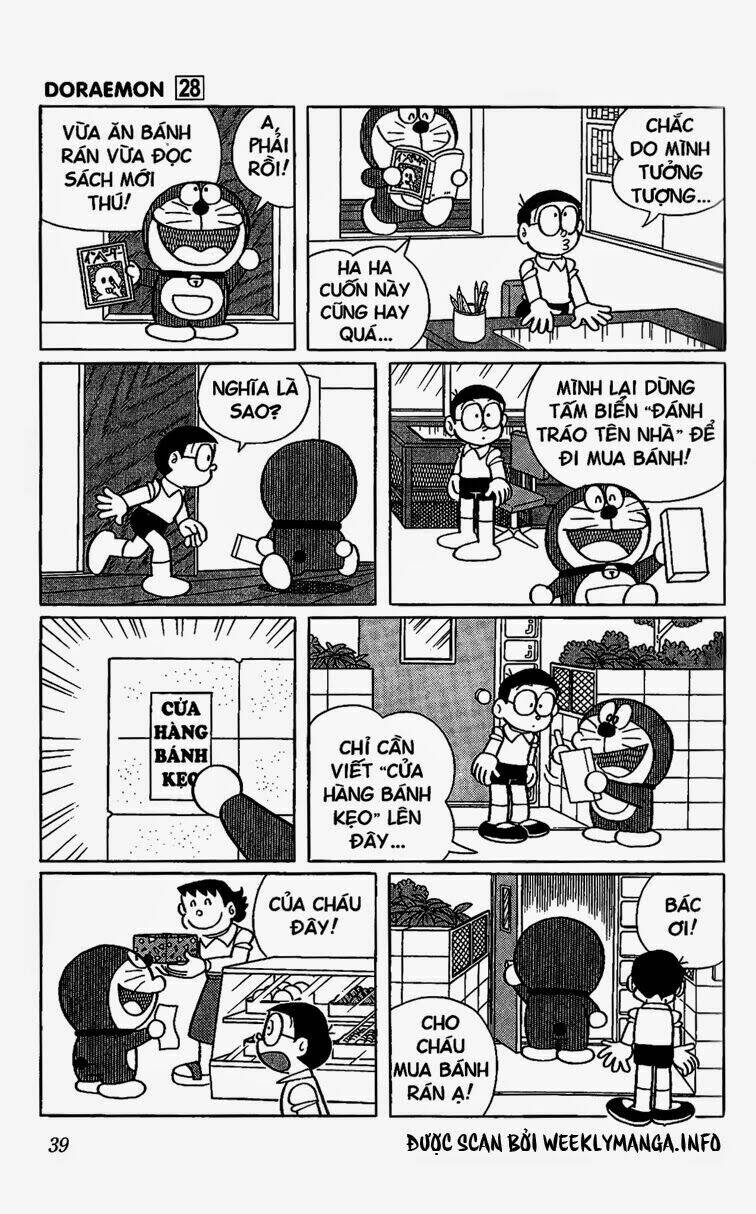 DORAEMON 28
CHẮC
DO MÌNH
TƯỞNG
TƯỢNG...
HA HA
CUỐN NÀY
CŨNG HAY
QUÁ...
A,
PHẢI
RỒI!
VỪA ĂN BÁNH
RÁN VỪA ĐỌC
SÁCH MỚI
THÚ!
MÌNH LẠI DÙNG
TẤM BIỂN "ĐÁNH
TRÁO TÊN NHÀ" ĐỂ
ĐI MUA BÁNH!
NGHĨA LÀ
SAO?
CHỈ CẦN
VIẾT "CỬA
HÀNG BÁNH
KẸO" LÊN
ĐÂY...
CỬA
HÀNG
BÁNH
KẸO
BÁC
ƠI!
CHO
CHÁU
MUA BÁNH
RÁN Ạ!
CỦA CHÁU
ĐÂY!
39
ĐƯỢC SCAN BỞI WEEKLYMANGA.INFO